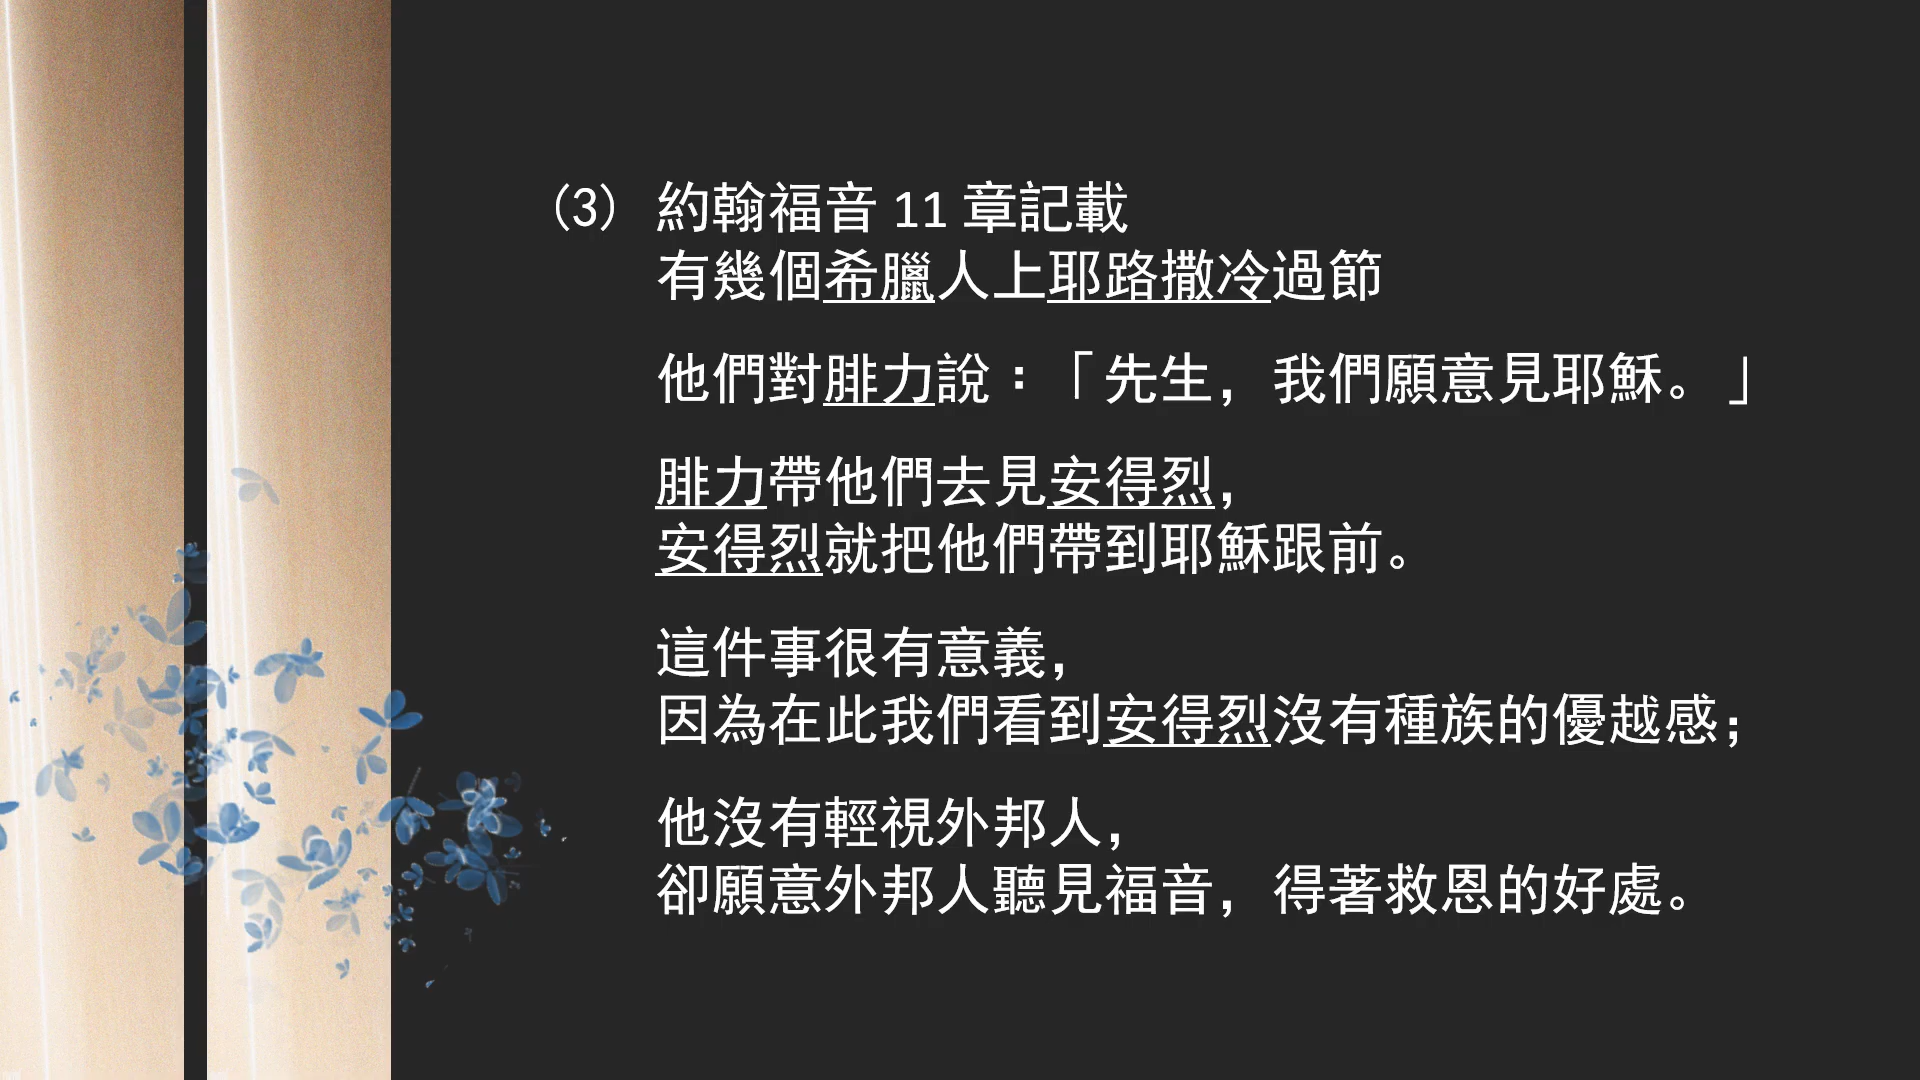 (3) 約翰福音 11 章記載
有幾個希臘人上耶路撒冷過節
他們對腓力說：「先生，我們願意見耶穌。」
腓力帶他們去見安得烈，
安得烈就把他們帶到耶穌跟前。
這件事很有意義，
因為在此我們看到安得烈沒有種族的優越感；
他沒有輕視外邦人，
卻願意外邦人聽見福音，得著救恩的好處。